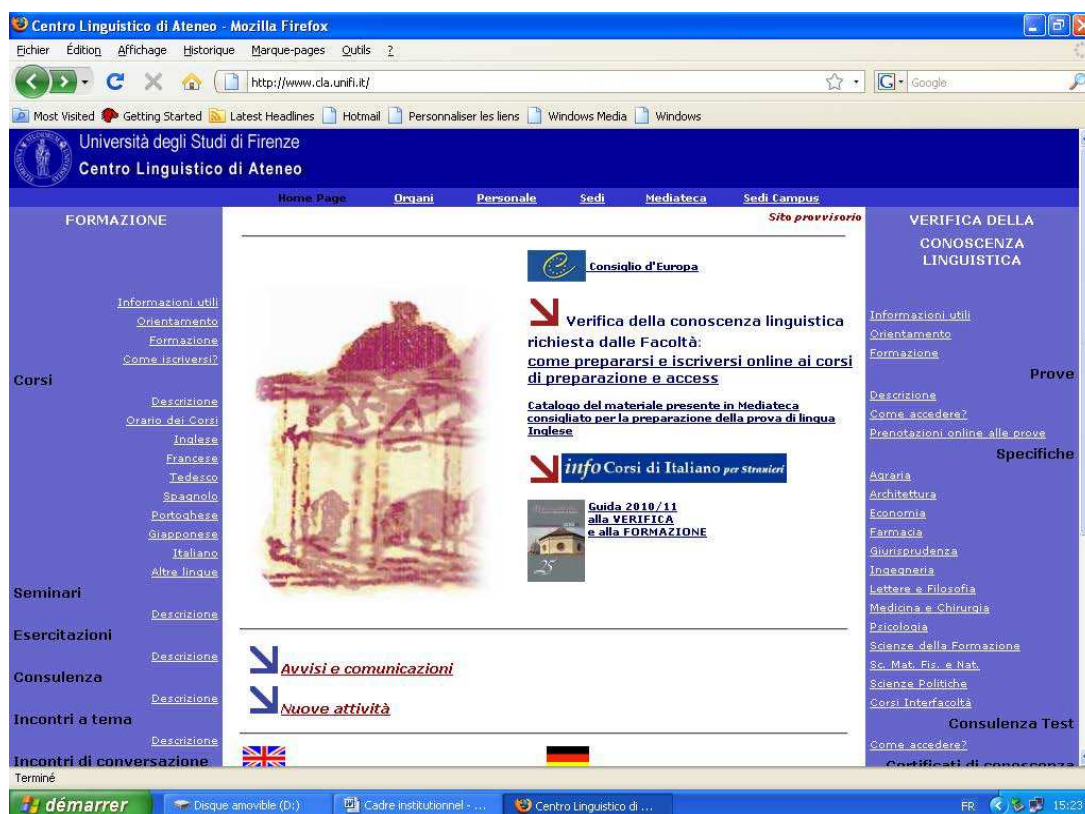 Centro Linguistico di Ateneo - Mozilla Firefox
Fichier Édition Affichage Historique Marque-pages Outils ?
http://www.cla.unifi.it/
G Google
Most Visited Getting Started Latest Headlines Hotmail Personnaliser les liens Windows Media Windows
Università degli Studi di Firenze
Centro Linguistico di Ateneo
Home Page Organi Personale Sedi Mediateca Sedi Campus
FORMAZIONE
Informazioni utili
Orientamento
Formazione
Come iscriversi?
Corsi
Descrizione
Orario dei Corsi
Inglese
Francese
Tedesco
Spagnolo
Portoghese
Giapponese
Italiano
Altre lingue
Seminari
Descrizione
Esercitazioni
Descrizione
Consulenza
Descrizione
Incontri a tema
Descrizione
Incontri di conversazione
Sito provvisorio
Consiglio d'Europa
Verifica della conoscenza linguistica
richiesta dalle Facoltà:
come prepararsi e iscriversi online ai corsi
di preparazione e access
Catalogo del materiale presente in Mediateca
consigliato per la preparazione della prova di lingua
Inglese
info Corsi di Italiano per Stranieri
25
Guida 2010/11
alla VERIFICA
e alla FORMAZIONE
Avvisi e comunicazioni
Nuove attività
VERIFICA DELLA
CONOSCENZA
LINGUISTICA
Informazioni utili
Orientamento
Formazione
Prove
Descrizione
Come accedere?
Prenotazioni online alle prove
Specifiche
Agraria
Architettura
Economia
Farmacia
Giurisprudenza
Ingegneria
Lettere e Filosofia
Medicina e Chirurgia
Psicologia
Scienze della Formazione
Sc. Mat. Fis. e Nat.
Scienze Politiche
Corsi Interfacoltà
Consulenza Test
Come accedere?
Certificati di conoscenza
Terminé
démarrer Disque amovible (D:) Cadre institutionnel - ... Centro Linguistico di ... FR 15:23